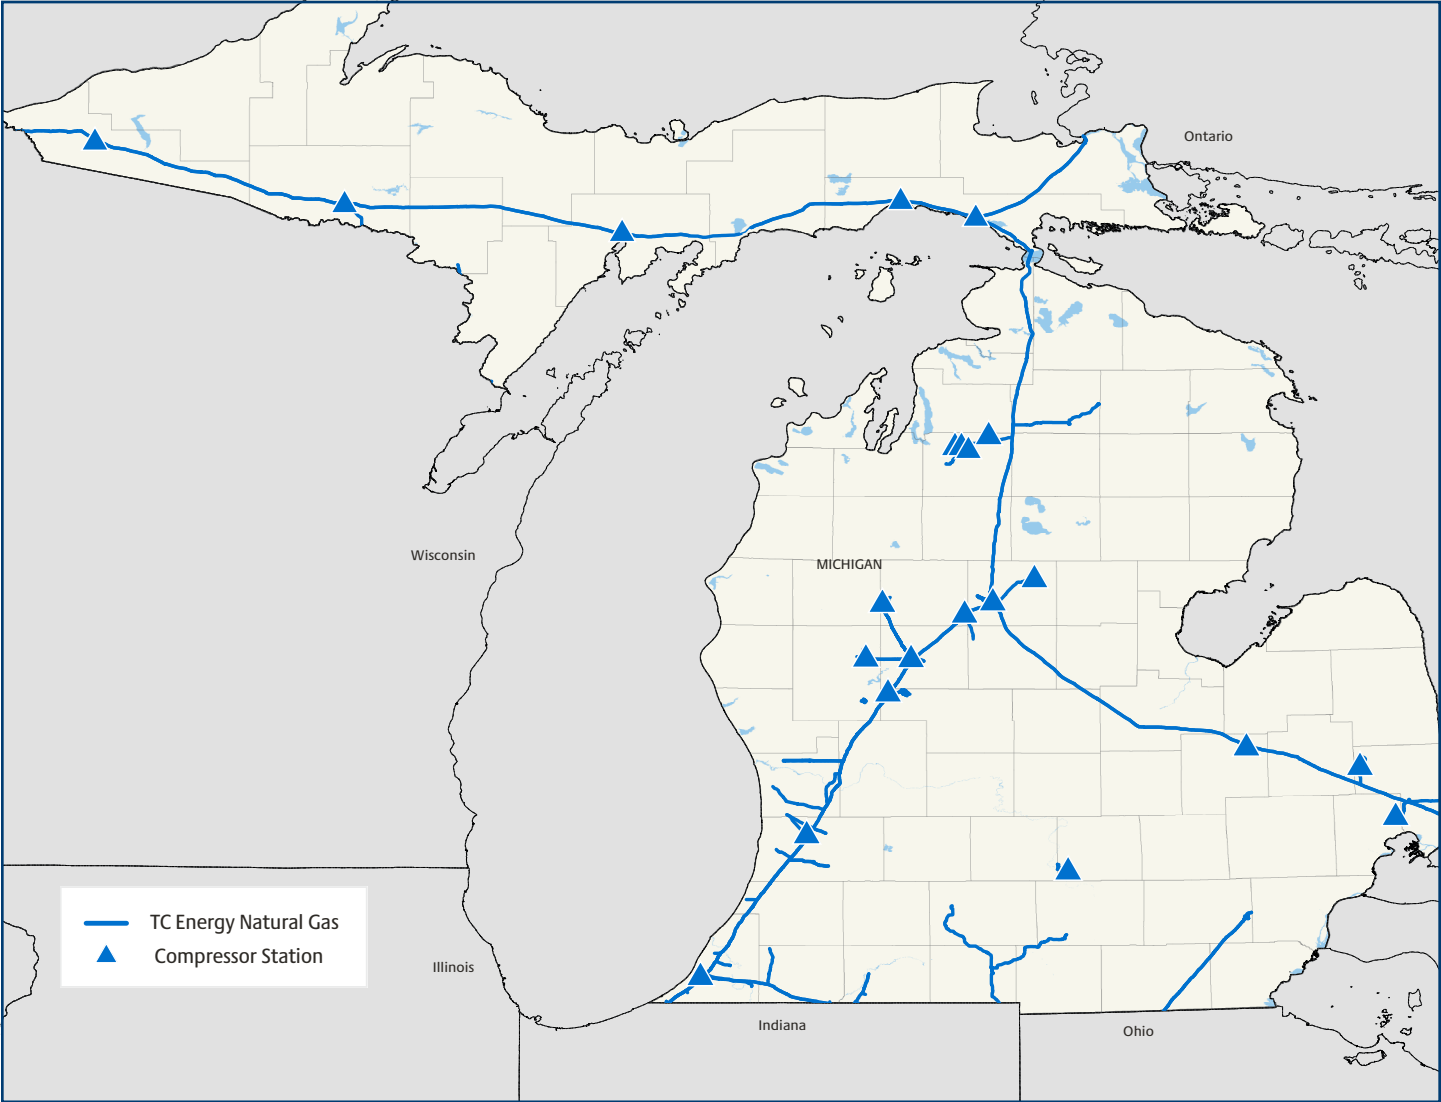 Ontario
Wisconsin
MICHIGAN
TC Energy Natural Gas
Compressor Station
Illinois
Indiana
Ohio